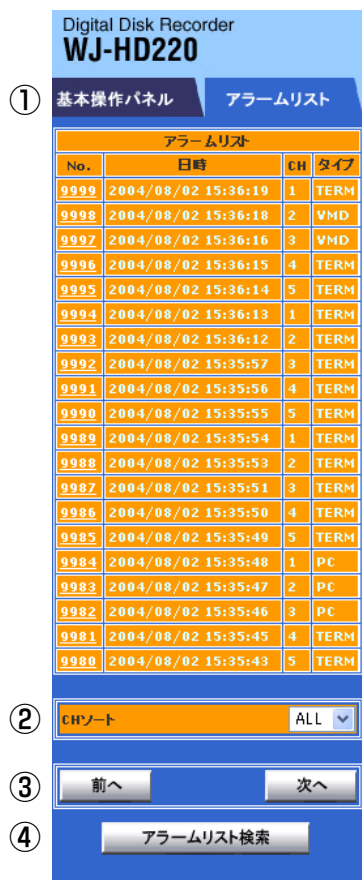 Digital Disk Recorder
WJ-HD220
① 基本操作パネル アラームリスト
アラームリスト
No. 日時 CH タイプ
9999 2004/08/02 15:36:19 1 TERM
9998 2004/08/02 15:36:18 2 VMD
9997 2004/08/02 15:36:16 3 VMD
9996 2004/08/02 15:36:15 4 TERM
9995 2004/08/02 15:36:14 5 TERM
9994 2004/08/02 15:36:13 1 TERM
9993 2004/08/02 15:36:12 2 TERM
9992 2004/08/02 15:35:57 3 TERM
9991 2004/08/02 15:35:56 4 TERM
9990 2004/08/02 15:35:55 5 TERM
9989 2004/08/02 15:35:54 1 TERM
9988 2004/08/02 15:35:53 2 TERM
9987 2004/08/02 15:35:51 3 TERM
9986 2004/08/02 15:35:50 4 TERM
9985 2004/08/02 15:35:49 5 TERM
9984 2004/08/02 15:35:48 1 PC
9983 2004/08/02 15:35:47 2 PC
9982 2004/08/02 15:35:46 3 PC
9981 2004/08/02 15:35:45 4 TERM
9980 2004/08/02 15:35:43 5 TERM
② CHソート ALL
③ 前へ 次へ
④ アラームリスト検索